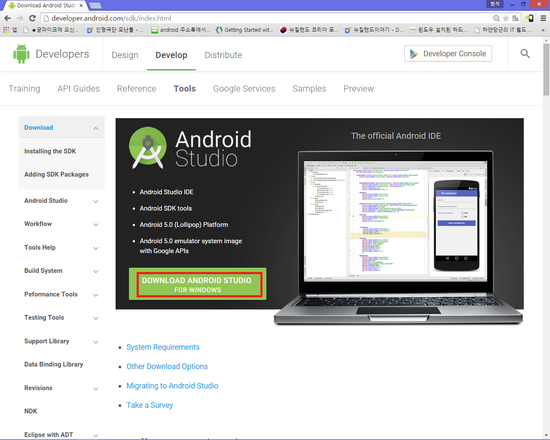 Download Android Studio
developer.android.com/sdk/index.html
앱
Getting Started wit
Developers
Design
Develop
Distribute
Developer Console
Training
API Guides
Reference
Tools
Google Services
Samples
Preview
Download
Installing the SDK
Adding SDK Packages
Android Studio
Workflow
Tools Help
Build System
Peformance Tools
Testing Tools
Support Library
Data Binding Library
Revisions
NDK
Eclipse with ADT
Android
Studio
The official Android IDE
Android Studio IDE
Android SDK tools
Android 5.0 (Lollipop) Platform
Android 5.0 emulator system image
with Google APIs
DOWNLOAD ANDROID STUDIO
FOR WINDOWS
System Requirements
Other Download Options
Migrating to Android Studio
Take a Survey